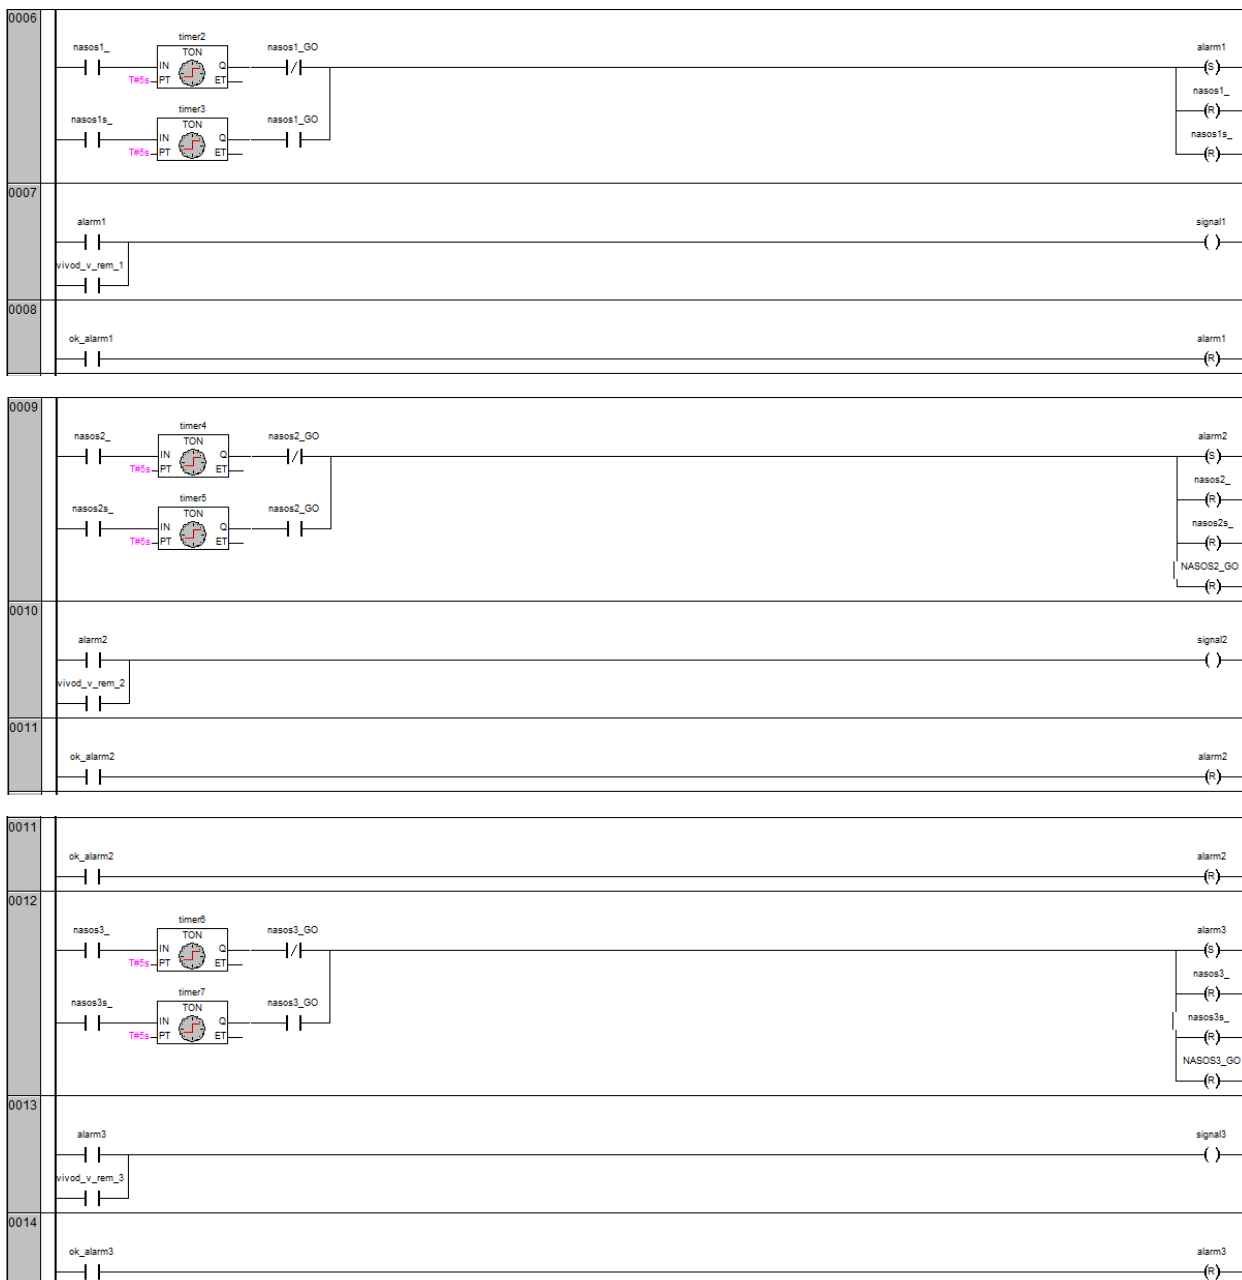 0006
timer2
nasos1_ TON nasos1_GO alarm1
IN Q (S)
T#5s PT ET
nasos1_
(R)
timer3
nasos1s_ TON nasos1_GO nasos1s_
IN Q
T#5s PT ET (R)
0007
alarm1 signal1
vivod_v_rem_1
0008
ok_alarm1 alarm1
(R)
0009
timer4
nasos2_ TON nasos2_GO alarm2
IN Q (S)
T#5s PT ET
nasos2_
(R)
timer5
nasos2s_ TON nasos2_GO nasos2s_
IN Q
T#5s PT ET (R)
NASOS2_GO
(R)
0010
alarm2 signal2
vivod_v_rem_2
0011
ok_alarm2 alarm2
(R)
0011
ok_alarm2 alarm2
(R)
0012
timer6
nasos3_ TON nasos3_GO alarm3
IN Q (S)
T#5s PT ET
nasos3_
(R)
timer7
nasos3s_ TON nasos3_GO nasos3s_
IN Q
T#5s PT ET (R)
NASOS3_GO
(R)
0013
alarm3 signal3
vivod_v_rem_3
0014
ok_alarm3 alarm3
(R)